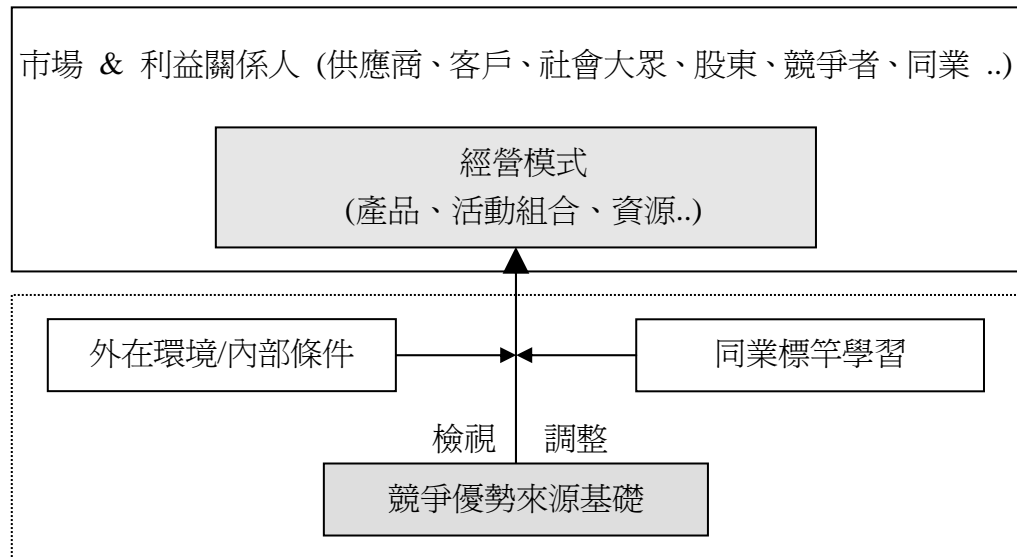 市場 & 利益關係人 (供應商、客戶、社會大眾、股東、競爭者、同業 ..)
經營模式
(產品、活動組合、資源..)
外在環境/內部條件
同業標竿學習
檢視 調整
競爭優勢來源基礎